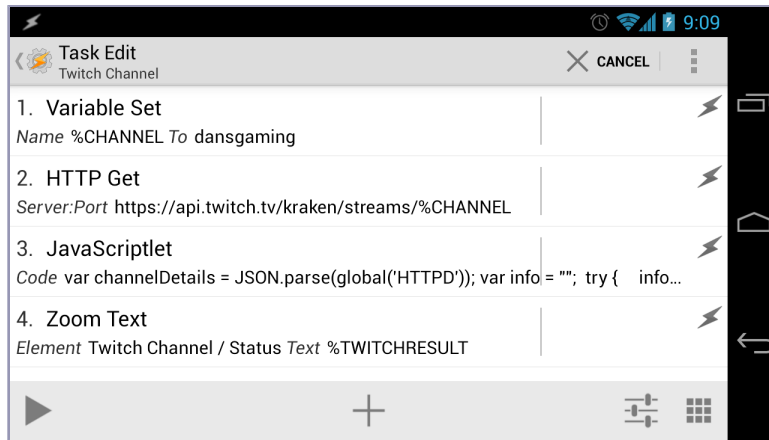 9:09
Task Edit
Twitch Channel
CANCEL
1. Variable Set
Name %CHANNEL To dansgaming
2. HTTP Get
Server:Port https://api.twitch.tv/kraken/streams/%CHANNEL
3. JavaScriptlet
Code var channelDetails = JSON.parse(global('HTTPD')); var info = ""; try { info...
4. Zoom Text
Element Twitch Channel / Status Text %TWITCHRESULT